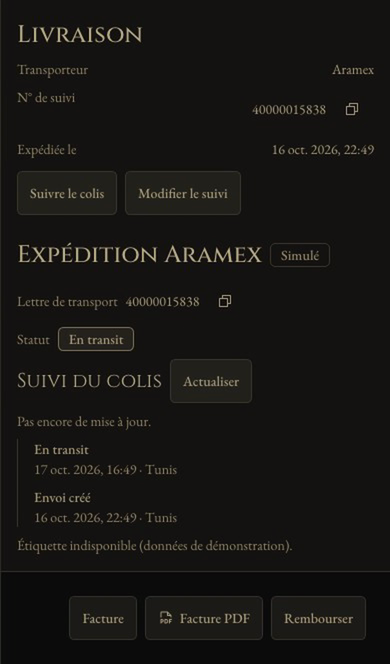 Livraison
Transporteur Aramex
N° de suivi
40000015838
Expédiée le 16 oct. 2026, 22:49
Suivre le colis Modifier le suivi
Expédition Aramex Simulé
Lettre de transport 40000015838
Statut En transit
Suivi du colis Actualiser
Pas encore de mise à jour.
En transit
17 oct. 2026, 16:49 · Tunis
Envoi créé
16 oct. 2026, 22:49 · Tunis
Étiquette indisponible (données de démonstration).
Facture PDF Facture PDF Rembourser